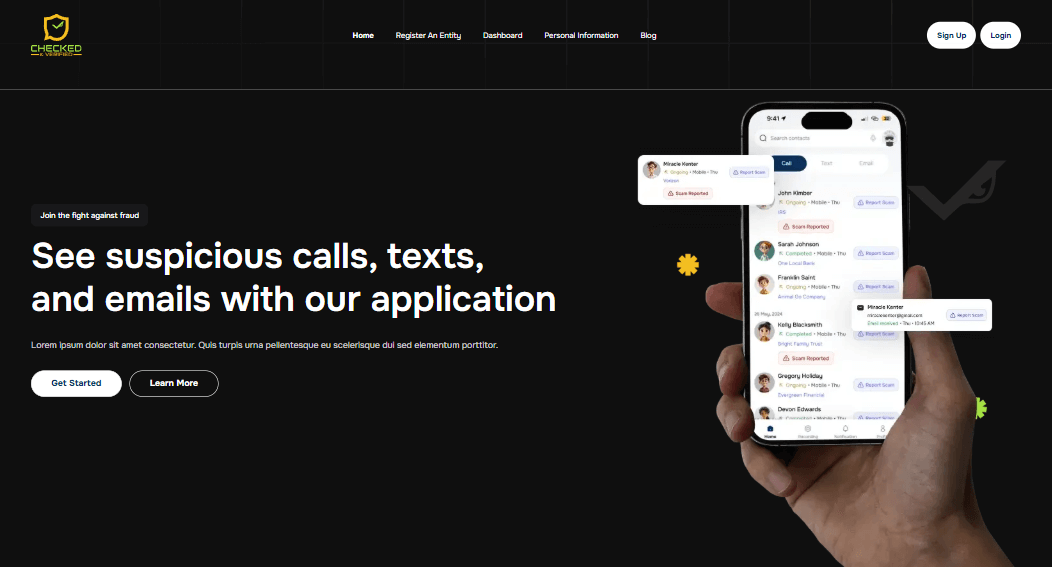 CHECKED
& VERIFIED
Home
Register An Entity
Dashboard
Personal Information
Blog
Sign Up
Login
Join the fight against fraud
See suspicious calls, texts,
and emails with our application
Lorem ipsum dolor sit amet consectetur. Quis turpis urna pellentesque eu scelerisque dui sed elementum porttitor.
Get Started
Learn More
9:41
Search contacts
Call
Text
Email
Miracle Kenter
Ongoing • Mobile • Thu
Verizon
Report Scam
Scam Reported
John Kimber
Ongoing • Mobile • Thu
IRS
Report Scam
Scam Reported
Sarah Johnson
Completed • Mobile • Thu
One Local Bank
Report Scam
Franklin Saint
Ongoing • Mobile • Thu
Animal Do Company
Report Scam
Miracle Kenter
miraclekenter@gmail.com
Email received • Thu • 10:45 AM
Report Scam
May, 2024
Kelly Blacksmith
Completed • Mobile • Thu
Bright Family Trust
Report Scam
Scam Reported
Gregory Holiday
Ongoing • Mobile • Thu
Evergreen Financial
Report Scam
Devon Edwards
Completed • Mobile • Thu
Report Scam
Home
Recording
Notification